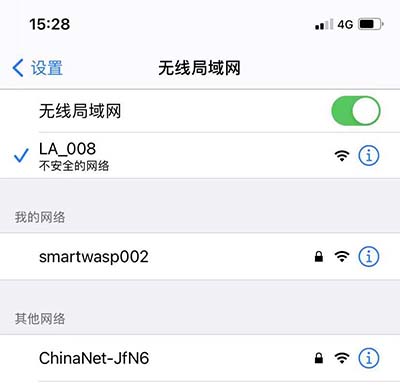 15:28
4G
设置
无线局域网
无线局域网
LA_008
不安全的网络
我的网络
smartwasp002
其他网络
ChinaNet-JfN6